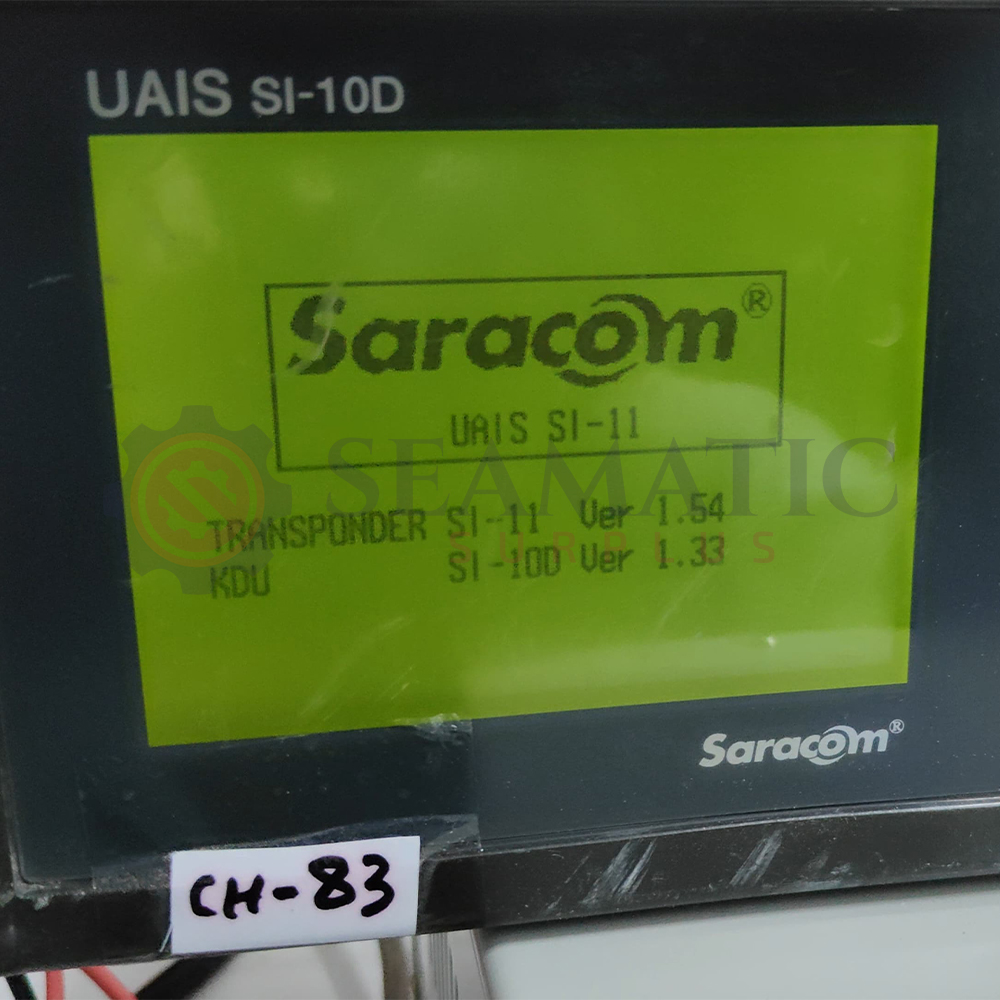 UAIS SI-10D
Saracom®
UAIS SI-11
SEAMATIC
SURPLUS
TRANSPONDER SI-11 Ver 1.54
KDU SI-10D Ver 1.33
Saracom®
CH-83